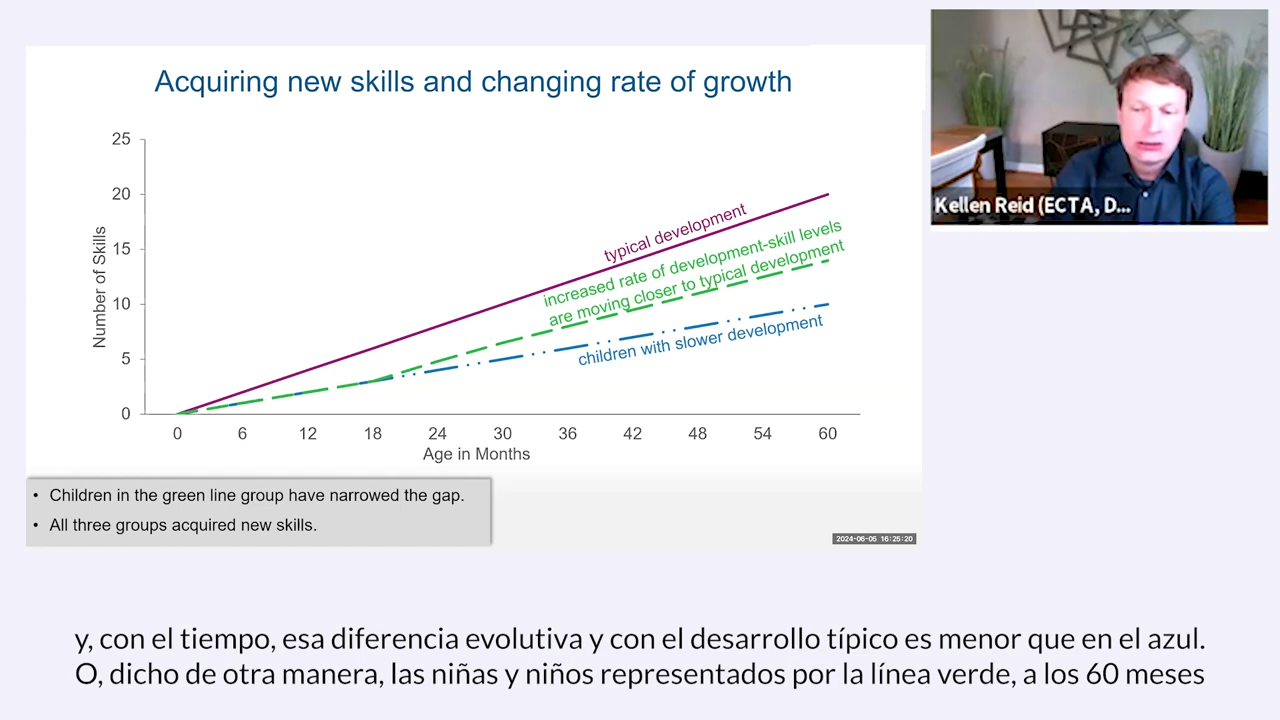 Acquiring new skills and changing rate of growth
25
20
15
10
5
0
Number of Skills
typical development
increased rate of development-skill levels
are moving closer to typical development
children with slower development
0 6 12 18 24 30 36 42 48 54 60
Age in Months
• Children in the green line group have narrowed the gap.
• All three groups acquired new skills.
2024-06-05 16:25:20
Kellen Reid (ECTA, D...
y, con el tiempo, esa diferencia evolutiva y con el desarrollo típico es menor que en el azul.
O, dicho de otra manera, las niñas y niños representados por la línea verde, a los 60 meses